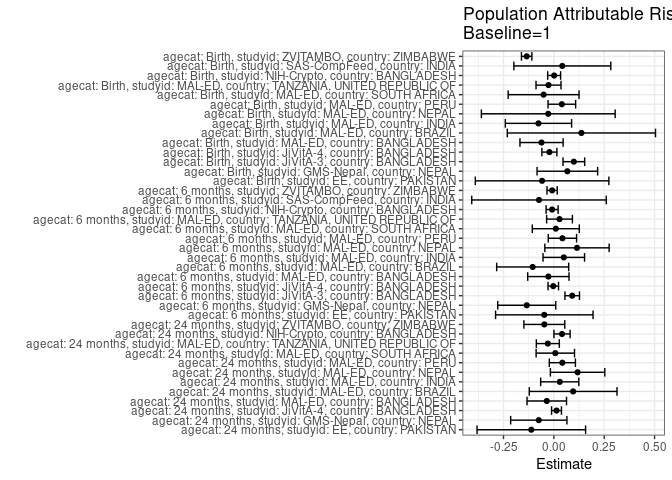 Population Attributable Ris
Baseline=1
agecat: Birth, studyid: ZVITAMBO, country: ZIMBABWE
agecat: Birth, studyid: SAS-CompFeed, country: INDIA
agecat: Birth, studyid: NIH-Crypto, country: BANGLADESH
agecat: Birth, studyid: MAL-ED, country: TANZANIA, UNITED REPUBLIC OF
agecat: Birth, studyid: MAL-ED, country: SOUTH AFRICA
agecat: Birth, studyid: MAL-ED, country: PERU
agecat: Birth, studyid: MAL-ED, country: NEPAL
agecat: Birth, studyid: MAL-ED, country: INDIA
agecat: Birth, studyid: MAL-ED, country: BRAZIL
agecat: Birth, studyid: MAL-ED, country: BANGLADESH
agecat: Birth, studyid: JiVitA-4, country: BANGLADESH
agecat: Birth, studyid: JiVitA-3, country: BANGLADESH
agecat: Birth, studyid: GMS-Nepal, country: NEPAL
agecat: Birth, studyid: EE, country: PAKISTAN
agecat: 6 months, studyid: ZVITAMBO, country: ZIMBABWE
agecat: 6 months, studyid: SAS-CompFeed, country: INDIA
agecat: 6 months, studyid: NIH-Crypto, country: BANGLADESH
agecat: 6 months, studyid: MAL-ED, country: TANZANIA, UNITED REPUBLIC OF
agecat: 6 months, studyid: MAL-ED, country: SOUTH AFRICA
agecat: 6 months, studyid: MAL-ED, country: PERU
agecat: 6 months, studyid: MAL-ED, country: NEPAL
agecat: 6 months, studyid: MAL-ED, country: INDIA
agecat: 6 months, studyid: MAL-ED, country: BRAZIL
agecat: 6 months, studyid: MAL-ED, country: BANGLADESH
agecat: 6 months, studyid: JiVitA-4, country: BANGLADESH
agecat: 6 months, studyid: JiVitA-3, country: BANGLADESH
agecat: 6 months, studyid: GMS-Nepal, country: NEPAL
agecat: 6 months, studyid: EE, country: PAKISTAN
agecat: 24 months, studyid: ZVITAMBO, country: ZIMBABWE
agecat: 24 months, studyid: NIH-Crypto, country: BANGLADESH
agecat: 24 months, studyid: MAL-ED, country: TANZANIA, UNITED REPUBLIC OF
agecat: 24 months, studyid: MAL-ED, country: SOUTH AFRICA
agecat: 24 months, studyid: MAL-ED, country: PERU
agecat: 24 months, studyid: MAL-ED, country: NEPAL
agecat: 24 months, studyid: MAL-ED, country: INDIA
agecat: 24 months, studyid: MAL-ED, country: BRAZIL
agecat: 24 months, studyid: MAL-ED, country: BANGLADESH
agecat: 24 months, studyid: JiVitA-4, country: BANGLADESH
agecat: 24 months, studyid: GMS-Nepal, country: NEPAL
agecat: 24 months, studyid: EE, country: PAKISTAN
-0.25 0.00 0.25 0.50
Estimate